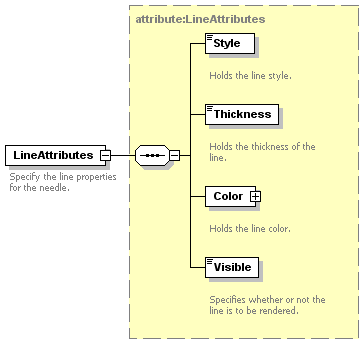 attribute:LineAttributes
Style
Holds the line style.
Thickness
Holds the thickness of the
line.
LineAttributes
Specify the line properties
for the needle.
Color
Holds the line color.
Visible
Specifies whether or not the
line is to be rendered.